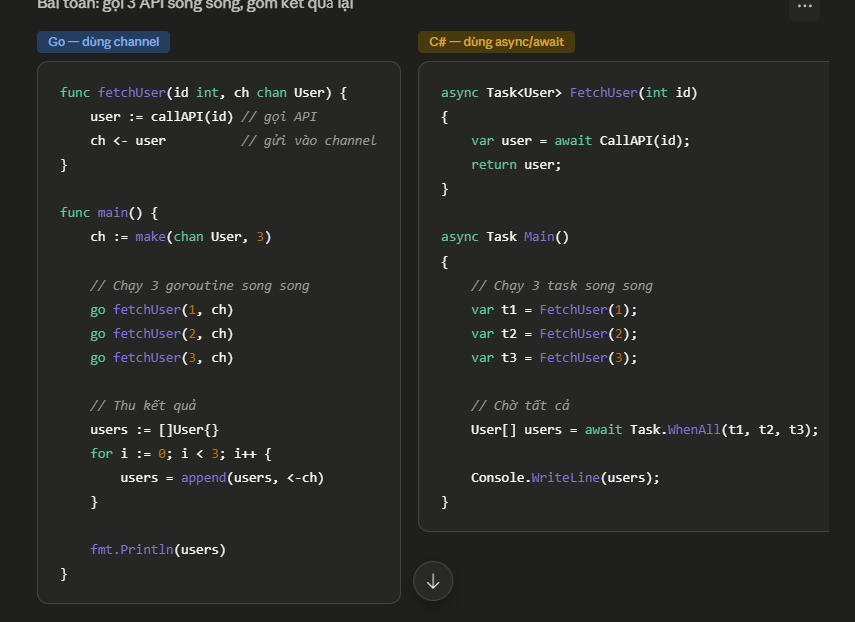 Bài toán: gọi 3 API song song, gom kết quả lại
Go — dùng channel
func fetchUser(id int, ch chan User) {
    user := callAPI(id) // gọi API
    ch <- user          // gửi vào channel
}
func main() {
    ch := make(chan User, 3)
    // Chạy 3 goroutine song song
    go fetchUser(1, ch)
    go fetchUser(2, ch)
    go fetchUser(3, ch)
    // Thu kết quả
    users := []User{}
    for i := 0; i < 3; i++ {
        users = append(users, <-ch)
    }
    fmt.Println(users)
}
C# — dùng async/await
async Task<User> FetchUser(int id)
{
    var user = await CallAPI(id);
    return user;
}
async Task Main()
{
    // Chạy 3 task song song
    var t1 = FetchUser(1);
    var t2 = FetchUser(2);
    var t3 = FetchUser(3);
    // Chờ tất cả
    User[] users = await Task.WhenAll(t1, t2, t3);
    Console.WriteLine(users);
}